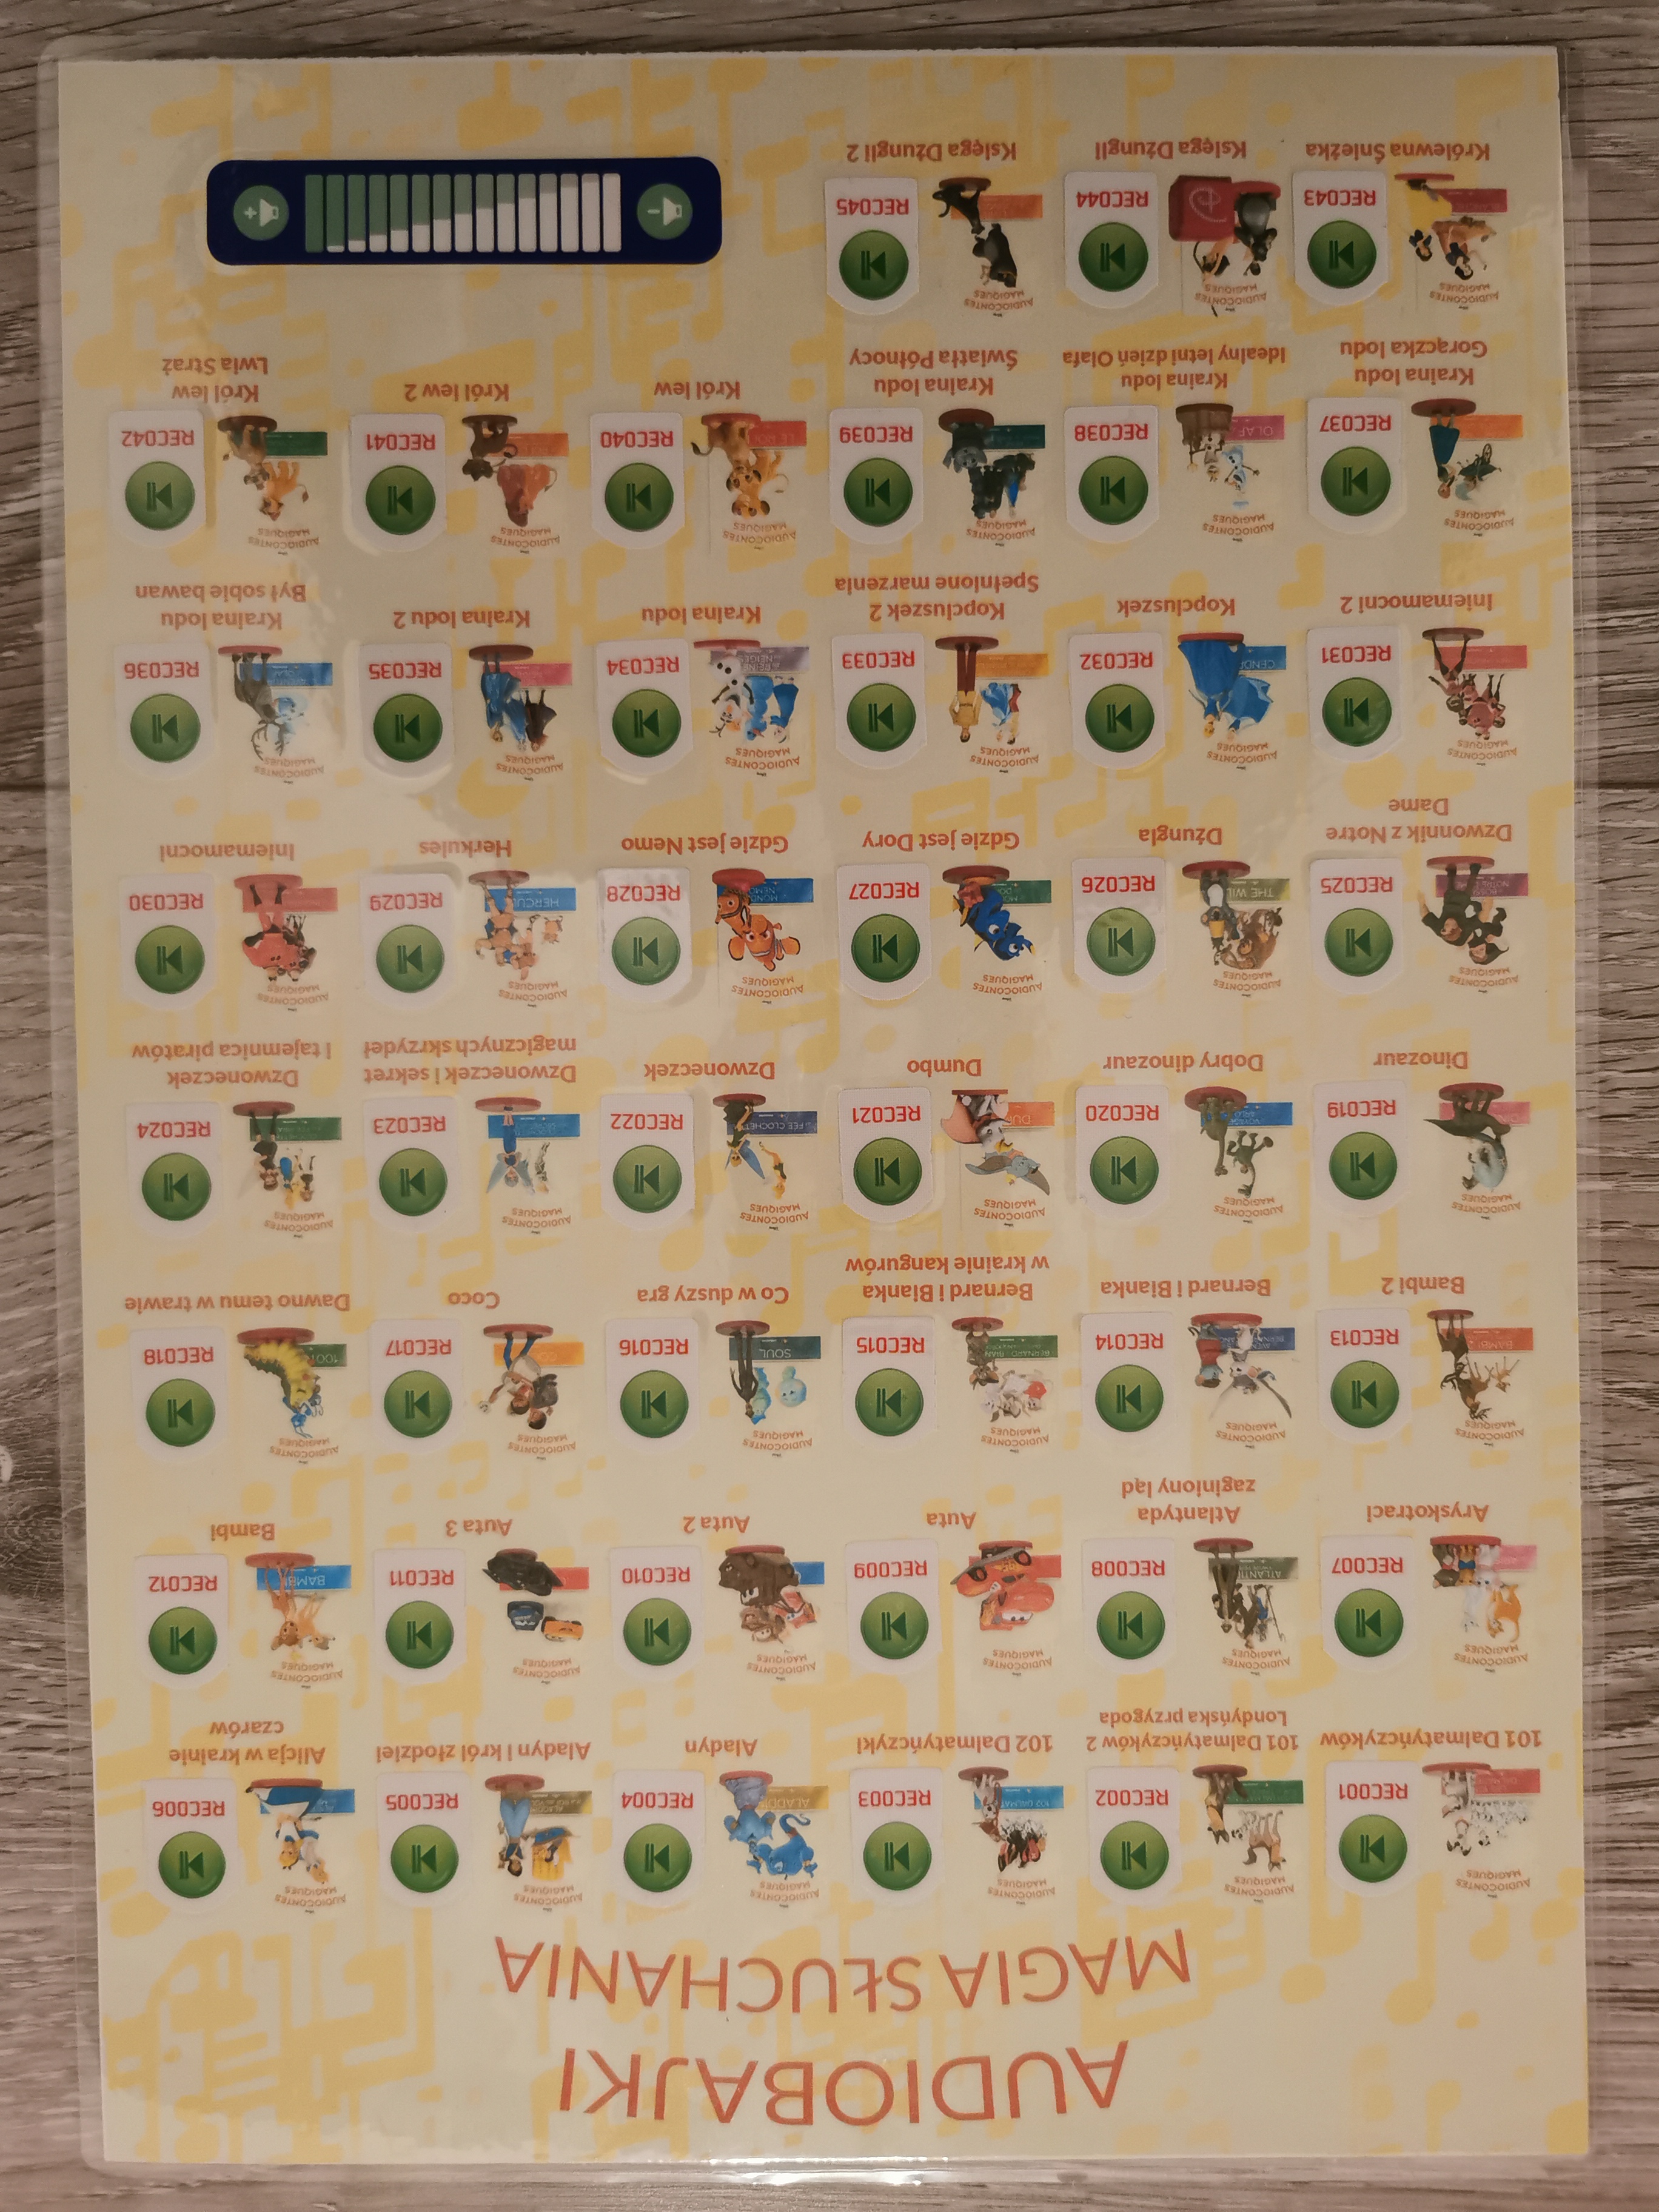 AUDIOBAJKI
MAGIA SŁUCHANIA
AUDIOCONTES MAGIQUES
REC001
101 Dalmatyńczyków
AUDIOCONTES MAGIQUES
REC002
101 Dalmatyńczyków 2
Londyńska przygoda
AUDIOCONTES MAGIQUES
REC003
102 Dalmatyńczyki
AUDIOCONTES MAGIQUES
REC004
Aladyn
AUDIOCONTES MAGIQUES
REC005
Aladyn i król złodziei
AUDIOCONTES MAGIQUES
REC006
Alicja w krainie
czarów
AUDIOCONTES MAGIQUES
REC007
Aryskotraci
AUDIOCONTES MAGIQUES
REC008
Atlantyda
zaginiony ląd
AUDIOCONTES MAGIQUES
REC009
Auta
AUDIOCONTES MAGIQUES
REC010
Auta 2
AUDIOCONTES MAGIQUES
REC011
Auta 3
AUDIOCONTES MAGIQUES
BAMBI
REC012
Bambi
AUDIOCONTES MAGIQUES
BAMBI
REC013
Bambi 2
AUDIOCONTES MAGIQUES
REC014
Bernard i Bianka
AUDIOCONTES MAGIQUES
REC015
Bernard i Bianka
w krainie kangurów
AUDIOCONTES MAGIQUES
SOUL
REC016
Co w duszy gra
AUDIOCONTES MAGIQUES
REC017
Coco
AUDIOCONTES MAGIQUES
REC018
Dawno temu w trawie
AUDIOCONTES MAGIQUES
REC019
Dinozaur
AUDIOCONTES MAGIQUES
REC020
Dobry dinozaur
AUDIOCONTES MAGIQUES
REC021
Dumbo
AUDIOCONTES MAGIQUES
REC022
Dzwoneczek
AUDIOCONTES MAGIQUES
REC023
Dzwoneczek i sekret
magicznych skrzydeł
AUDIOCONTES MAGIQUES
REC024
Dzwoneczek
i tajemnica piratów
AUDIOCONTES MAGIQUES
REC025
Dzwonnik z Notre
Dame
AUDIOCONTES MAGIQUES
REC026
Dżungla
AUDIOCONTES MAGIQUES
REC027
Gdzie jest Dory
AUDIOCONTES MAGIQUES
REC028
Gdzie jest Nemo
AUDIOCONTES MAGIQUES
REC029
Herkules
AUDIOCONTES MAGIQUES
REC030
Iniemamocni
AUDIOCONTES MAGIQUES
REC031
Iniemamocni 2
AUDIOCONTES MAGIQUES
REC032
Kopciuszek
AUDIOCONTES MAGIQUES
REC033
Kopciuszek 2
Spełnione marzenia
AUDIOCONTES MAGIQUES
REC034
Kraina lodu
AUDIOCONTES MAGIQUES
REC035
Kraina lodu 2
AUDIOCONTES MAGIQUES
REC036
Kraina lodu
Był sobie bawan
AUDIOCONTES MAGIQUES
REC037
Kraina lodu
Gorączka lodu
AUDIOCONTES MAGIQUES
OLAF
REC038
Kraina lodu
Idealny letni dzień Olafa
AUDIOCONTES MAGIQUES
REC039
Kraina lodu
Światła Północy
AUDIOCONTES MAGIQUES
REC040
Król lew
AUDIOCONTES MAGIQUES
REC041
Król lew 2
AUDIOCONTES MAGIQUES
REC042
Król lew
Lwia Straż
AUDIOCONTES MAGIQUES
REC043
Królewna Śnieżka
AUDIOCONTES MAGIQUES
REC044
Księga Dżungli
AUDIOCONTES MAGIQUES
REC045
Księga Dżungli 2